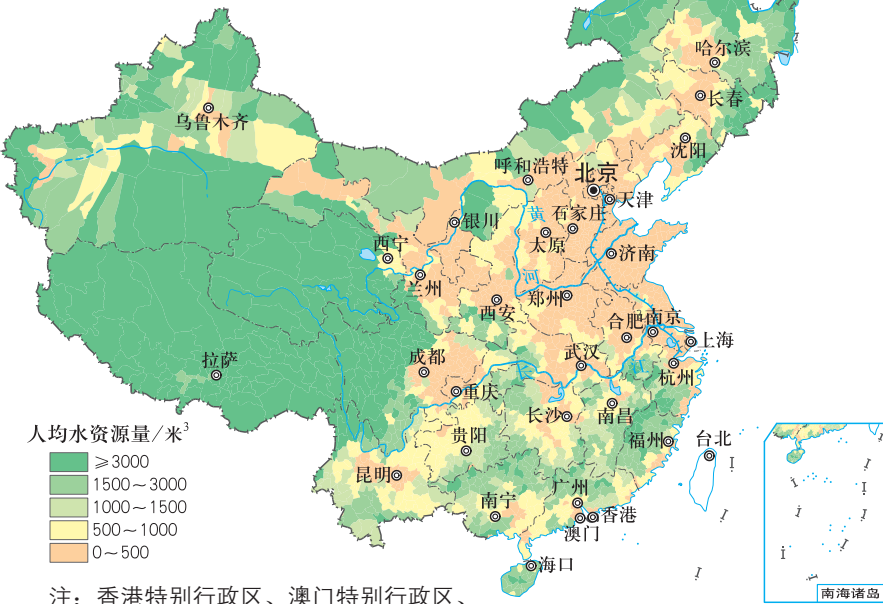 哈尔滨
长春
乌鲁木齐
沈阳
呼和浩特
北京
天津
银川
黄
石家庄
太原
西宁
济南
河
兰州
郑州
西安
合肥
南京
上海
武汉
成都
拉萨
长
江
杭州
重庆
长沙
南昌
人均水资源量/米³
≥3000
1500~3000
1000~1500
500~1000
0~500
贵阳
福州
台北
昆明
广州
南宁
香港
澳门
海口
南海诸岛
注：香港特别行政区、澳门特别行政区、